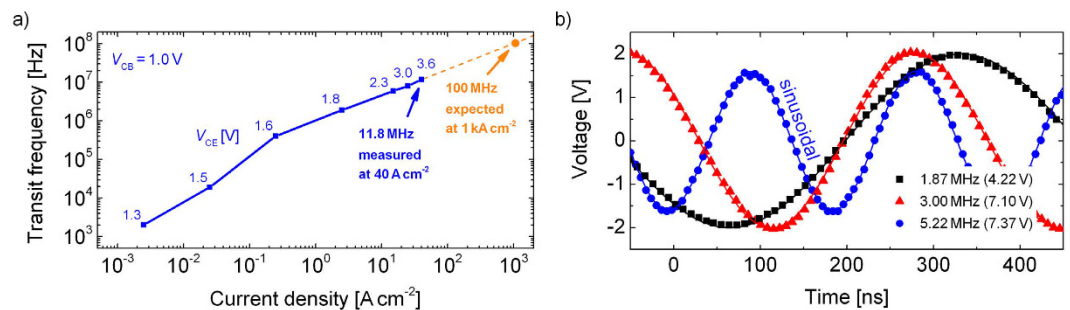 a)
Transit frequency [Hz]
10⁸
10⁷
10⁶
10⁵
10⁴
10³
V_CB = 1.0 V
V_CE [V]
1.3
1.5
1.6
1.8
2.3
3.0
3.6
11.8 MHz
measured
at 40 A cm⁻²
100 MHz
expected
at 1 kA cm⁻²
10⁻³
10⁻²
10⁻¹
10⁰
10¹
10²
10³
Current density [A cm⁻²]
b)
Voltage [V]
2
1
0
-1
-2
sinusoidal
1.87 MHz (4.22 V)
3.00 MHz (7.10 V)
5.22 MHz (7.37 V)
0
100
200
300
400
Time [ns]